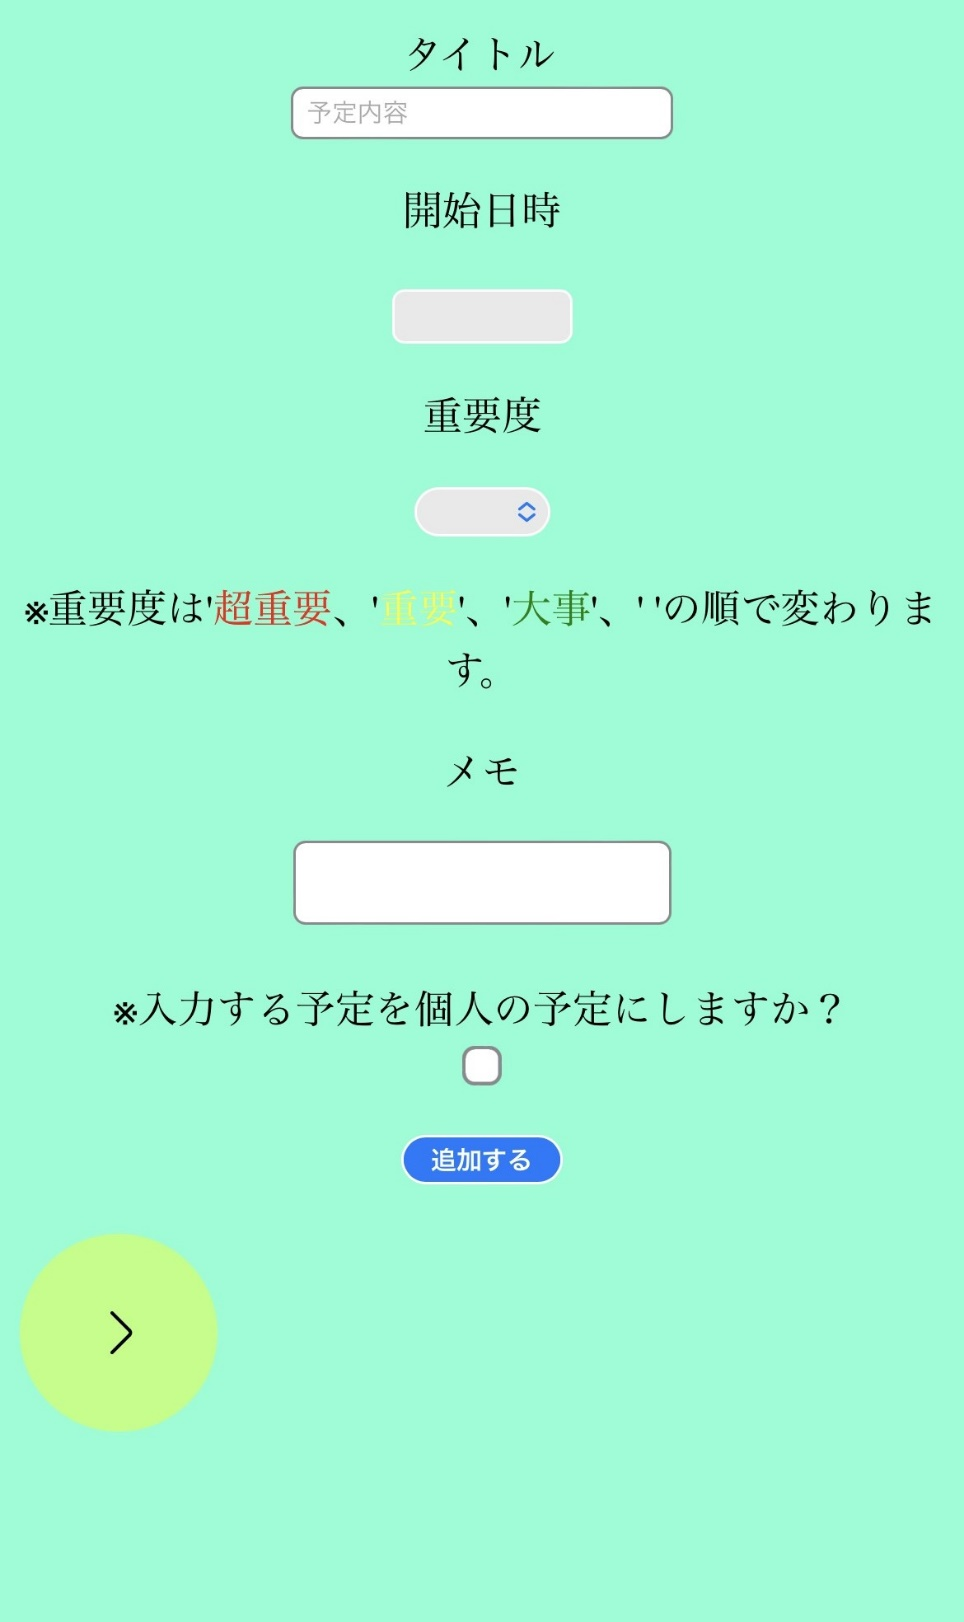 タイトル
予定内容
開始日時
重要度
※重要度は'超重要、'重要'、'大事'、' 'の順で変わりま
す。
メモ
※入力する予定を個人の予定にしますか？
追加する